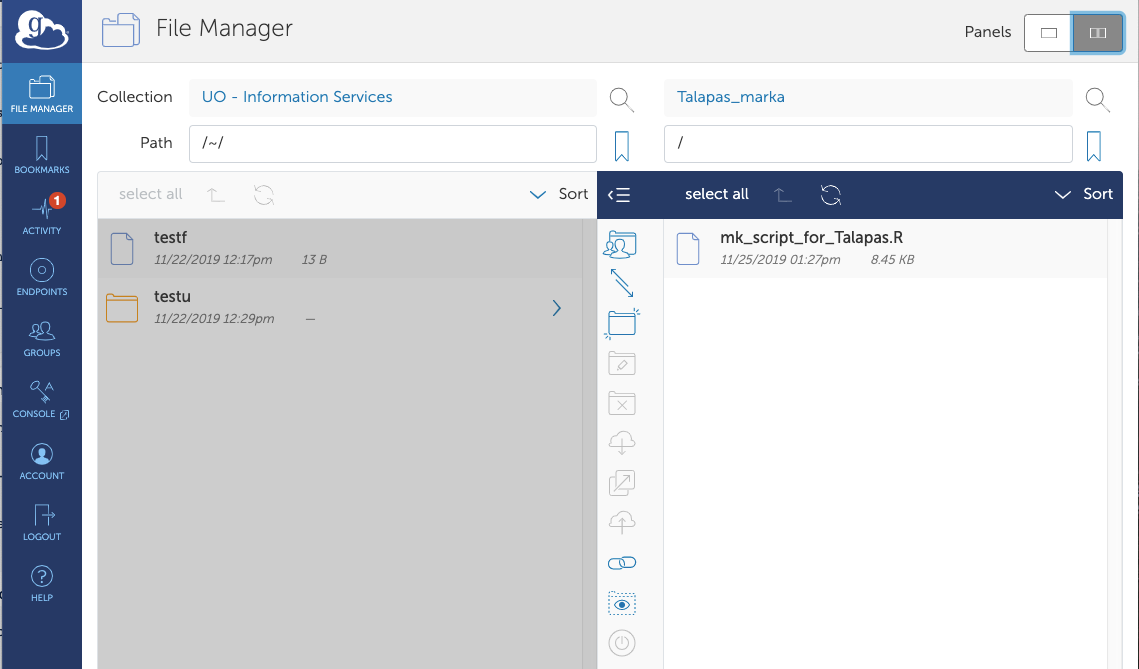 g
File Manager
Panels
FILE MANAGER
BOOKMARKS
1
ACTIVITY
ENDPOINTS
GROUPS
CONSOLE
ACCOUNT
LOGOUT
?
HELP
Collection
UO - Information Services
Talapas_marka
Path
/~/
/
select all
Sort
select all
Sort
testf
11/22/2019 12:17pm 13 B
testu
11/22/2019 12:29pm —
mk_script_for_Talapas.R
11/25/2019 01:27pm 8.45 KB